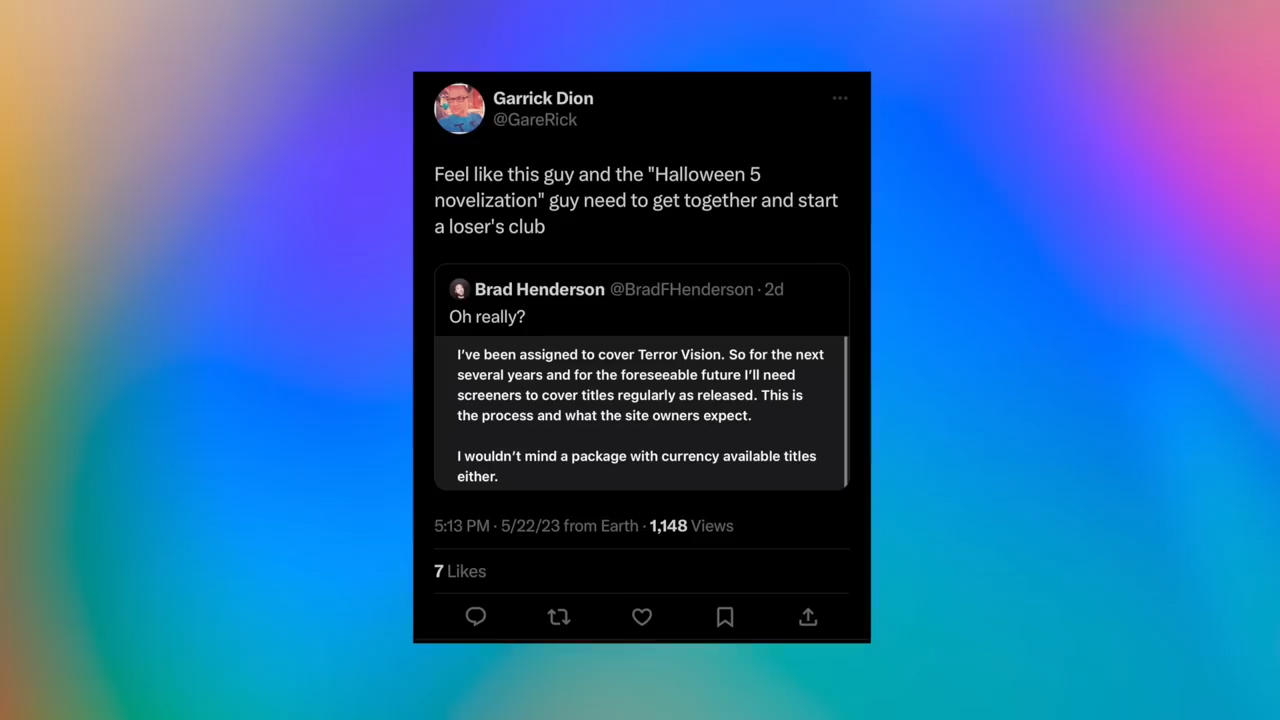 Garrick Dion
@GareRick
Feel like this guy and the "Halloween 5
novelization" guy need to get together and start
a loser's club
Brad Henderson @BradFHenderson · 2d
Oh really?
I've been assigned to cover Terror Vision. So for the next
several years and for the foreseeable future I'll need
screeners to cover titles regularly as released. This is
the process and what the site owners expect.
I wouldn't mind a package with currency available titles
either.
5:13 PM · 5/22/23 from Earth · 1,148 Views
7 Likes